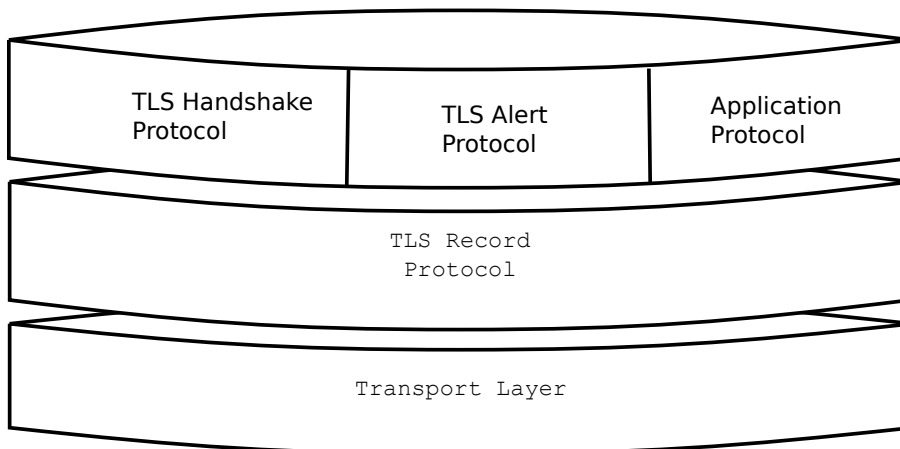 TLS Handshake
Protocol
TLS Alert
Protocol
Application
Protocol
TLS Record
Protocol
Transport Layer